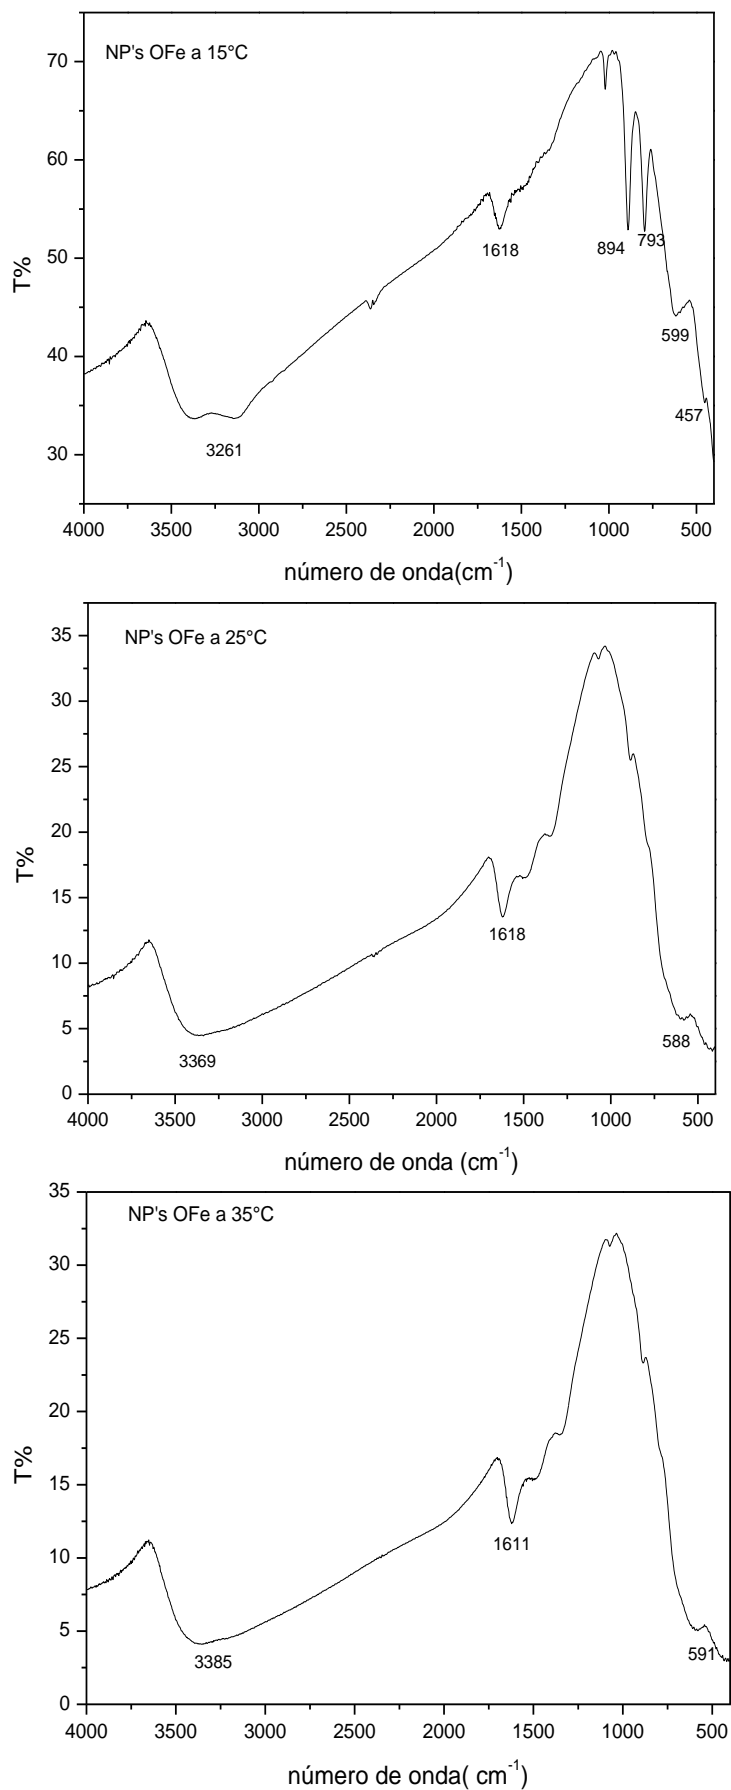 NP's OFe a 15°C
70
60
50
40
30
T%
1618
894
793
599
457
3261
4000 3500 3000 2500 2000 1500 1000 500
número de onda(cm-1)
NP's OFe a 25°C
35
30
25
20
15
10
5
0
T%
1618
3369
588
4000 3500 3000 2500 2000 1500 1000 500
número de onda (cm-1)
NP's OFe a 35°C
35
30
25
20
15
10
5
0
T%
1611
3385
591
4000 3500 3000 2500 2000 1500 1000 500
número de onda( cm-1)